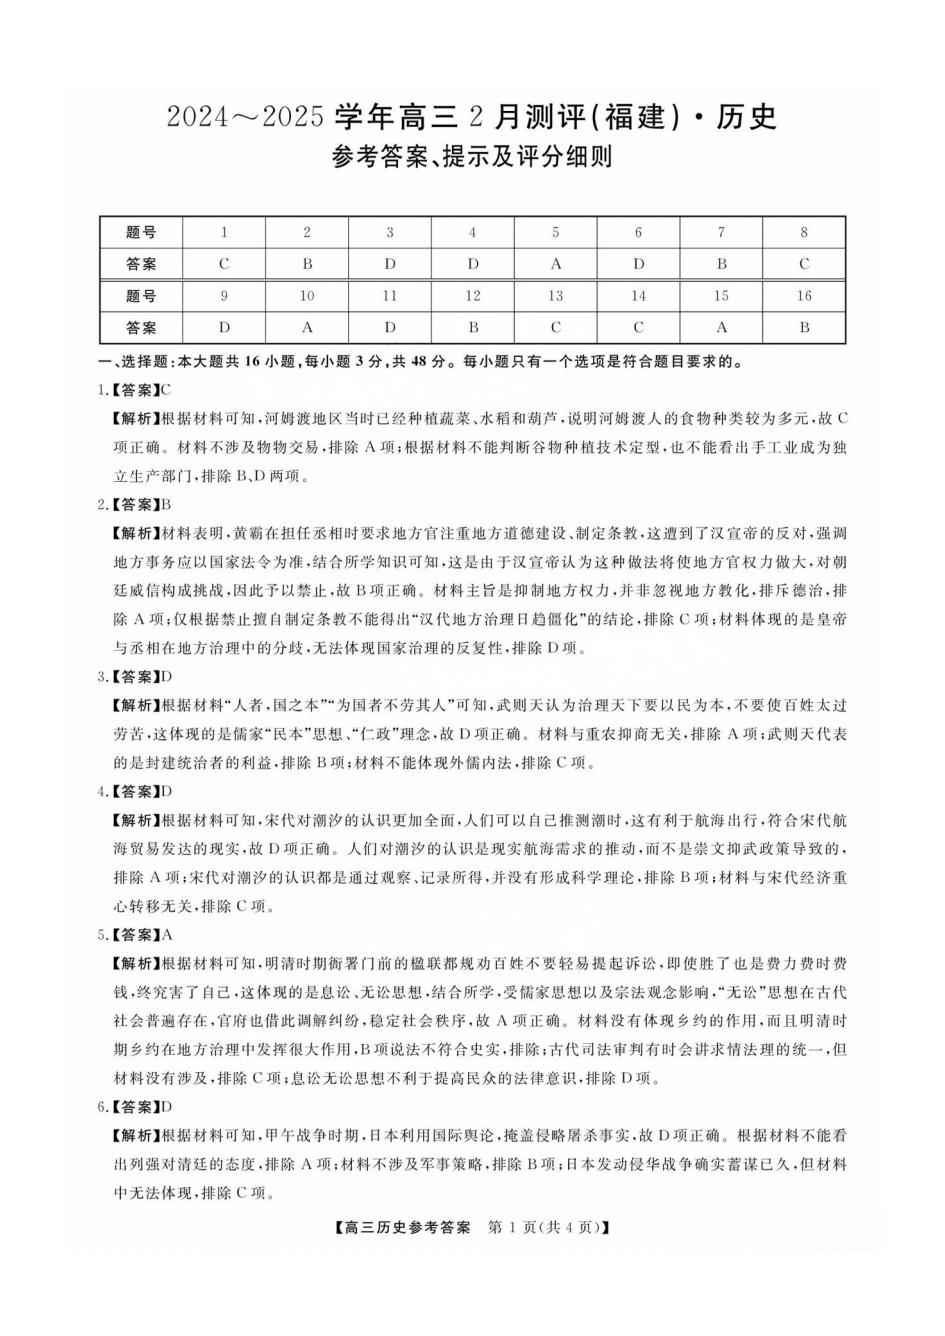 2024～2025 学年高三 2 月测评(福建)·历史
参考答案、提示及评分细则
题号 1 2 3 4 5 6 7 8
答案 C B D D A D B C
题号 9 10 11 12 13 14 15 16
答案 D A D B C C A B
一、选择题:本大题共 16 小题,每小题 3 分,共 48 分。每小题只有一个选项是符合题目要求的。
1.【答案】C
【解析】根据材料可知,河姆渡地区当时已经种植蔬菜、水稻和葫芦,说明河姆渡人的食物种类较为多元,故 C
项正确。材料不涉及物物交易,排除 A 项;根据材料不能判断谷物种植技术定型,也不能看出手工业成为独
立生产部门,排除 B、D 两项。
2.【答案】B
【解析】材料表明,黄霸在担任丞相时要求地方官注重地方道德建设、制定条教,这遭到了汉宣帝的反对,强调
地方事务应以国家法令为准,结合所学知识可知,这是由于汉宣帝认为这种做法将使地方官权力做大,对朝
廷威信构成挑战,因此予以禁止,故 B 项正确。材料主旨是抑制地方权力,并非忽视地方教化,排斥德治,排
除 A 项;仅根据禁止擅自制定条教不能得出“汉代地方治理日趋僵化”的结论,排除 C 项;材料体现的是皇帝
与丞相在地方治理中的分歧,无法体现国家治理的反复性,排除 D 项。
3.【答案】D
【解析】根据材料“人者,国之本”“为国者不劳其人”可知,武则天认为治理天下要以民为本,不要使百姓太过
劳苦,这体现的是儒家“民本”思想、“仁政”理念,故 D 项正确。材料与重农抑商无关,排除 A 项;武则天代表
的是封建统治者的利益,排除 B 项;材料不能体现外儒内法,排除 C 项。
4.【答案】D
【解析】根据材料可知,宋代对潮汐的认识更加全面,人们可以自己推测潮时,这有利于航海出行,符合宋代航
海贸易发达的现实,故 D 项正确。人们对潮汐的认识是现实航海需求的推动,而不是崇文抑武政策导致的,
排除 A 项;宋代对潮汐的认识都是通过观察、记录所得,并没有形成科学理论,排除 B 项;材料与宋代经济重
心转移无关,排除 C 项。
5.【答案】A
【解析】根据材料可知,明清时期衙署门前的楹联都规劝百姓不要轻易提起诉讼,即使胜了也是费力费时费
钱,终究害了自己,这体现的是息讼、无讼思想,结合所学,受儒家思想以及宗法观念影响,“无讼”思想在古代
社会普遍存在,官府也借此调解纠纷,稳定社会秩序,故 A 项正确。材料没有体现乡约的作用,而且明清时
期乡约在地方治理中发挥很大作用,B 项说法不符合史实,排除;古代司法审判有时会讲求情法理的统一,但
材料没有涉及,排除 C 项;息讼无讼思想不利于提高民众的法律意识,排除 D 项。
6.【答案】D
【解析】根据材料可知,甲午战争时期,日本利用国际舆论,掩盖侵略屠杀事实,故 D 项正确。根据材料不能看
出列强对清廷的态度,排除 A 项;材料不涉及军事策略,排除 B 项;日本发动侵华战争确实蓄谋已久,但材料
中无法体现,排除 C 项。
【高三历史参考答案 第 1 页(共 4 页)】